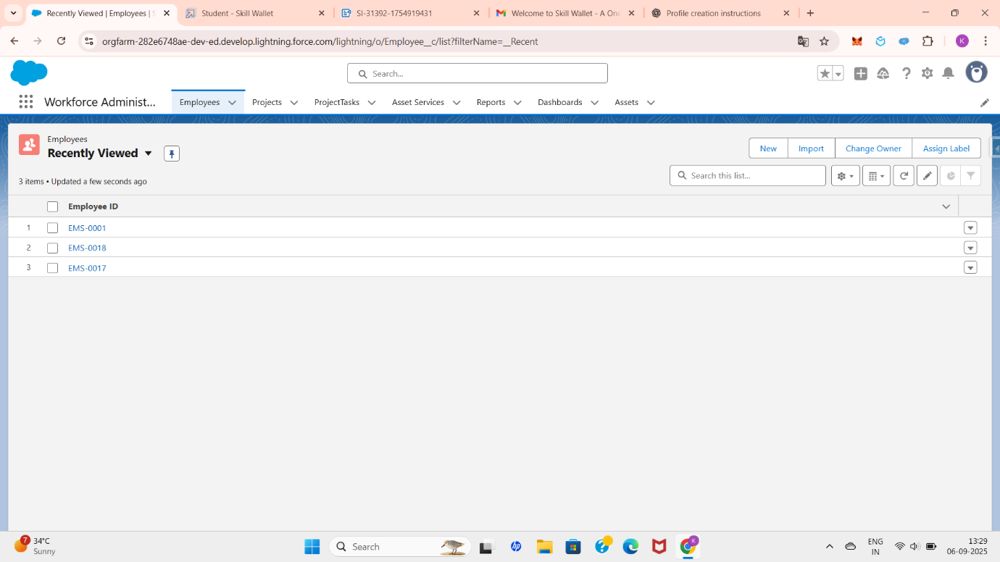 Recently Viewed | Employees | S
Student - Skill Wallet
SI-31392-1754919431
Welcome to Skill Wallet - A On
Profile creation instructions
orgfarm-282e6748ae-dev-ed.develop.lightning.force.com/lightning/o/Employee__c/list?filterName=__Recent
K
Search...
Workforce Administ...
Employees
Projects
ProjectTasks
Asset Services
Reports
Dashboards
Assets
Employees
Recently Viewed
New
Import
Change Owner
Assign Label
3 items • Updated a few seconds ago
Search this list...
Employee ID
1 EMS-0001
2 EMS-0018
3 EMS-0017
7
34°C
Sunny
Search
hp
K
ENG
IN
13:29
06-09-2025